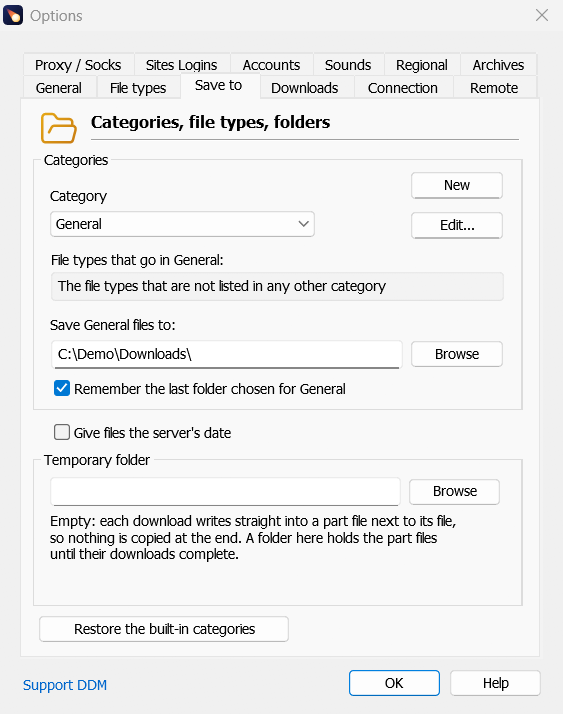 Options
Proxy / Socks
Sites Logins
Accounts
Sounds
Regional
Archives
General
File types
Save to
Downloads
Connection
Remote
Categories, file types, folders
Categories
New
Category
General
Edit...
File types that go in General:
The file types that are not listed in any other category
Save General files to:
C:\Demo\Downloads\
Browse
Remember the last folder chosen for General
Give files the server's date
Temporary folder
Browse
Empty: each download writes straight into a part file next to its file,
so nothing is copied at the end. A folder here holds the part files
until their downloads complete.
Restore the built-in categories
Support DDM
OK
Help